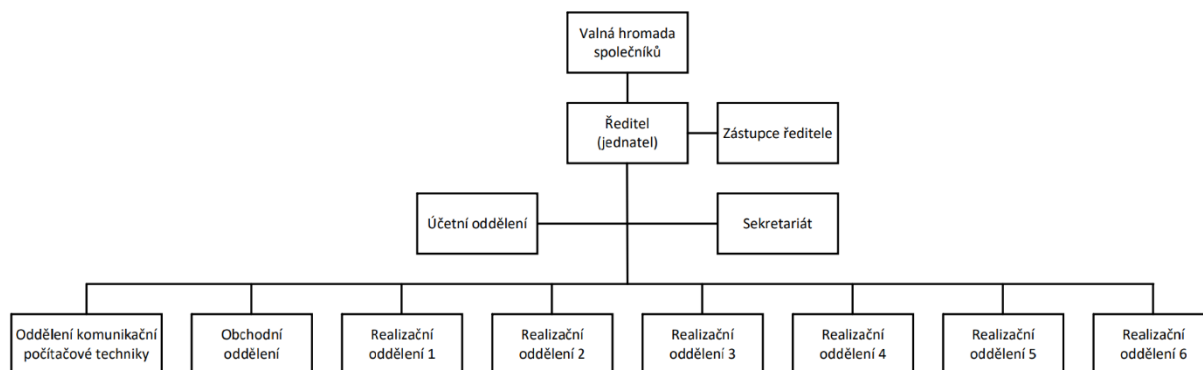 Valná hromada
společníků
Ředitel
(jednatel)
Zástupce ředitele
Účetní oddělení
Sekretariát
Oddělení komunikační
počítačové techniky
Obchodní
oddělení
Realizační
oddělení 1
Realizační
oddělení 2
Realizační
oddělení 3
Realizační
oddělení 4
Realizační
oddělení 5
Realizační
oddělení 6